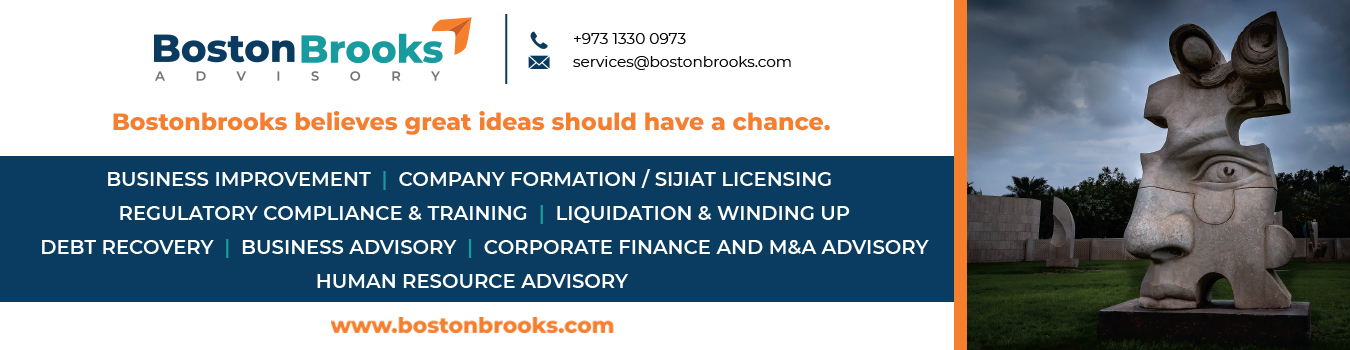 BostonBrooks
ADVISORY
+973 1330 0973
services@bostonbrooks.com
Bostonbrooks believes great ideas should have a chance.
BUSINESS IMPROVEMENT | COMPANY FORMATION / SIJIAT LICENSING
REGULATORY COMPLIANCE & TRAINING | LIQUIDATION & WINDING UP
DEBT RECOVERY | BUSINESS ADVISORY | CORPORATE FINANCE AND M&A ADVISORY
HUMAN RESOURCE ADVISORY
www.bostonbrooks.com